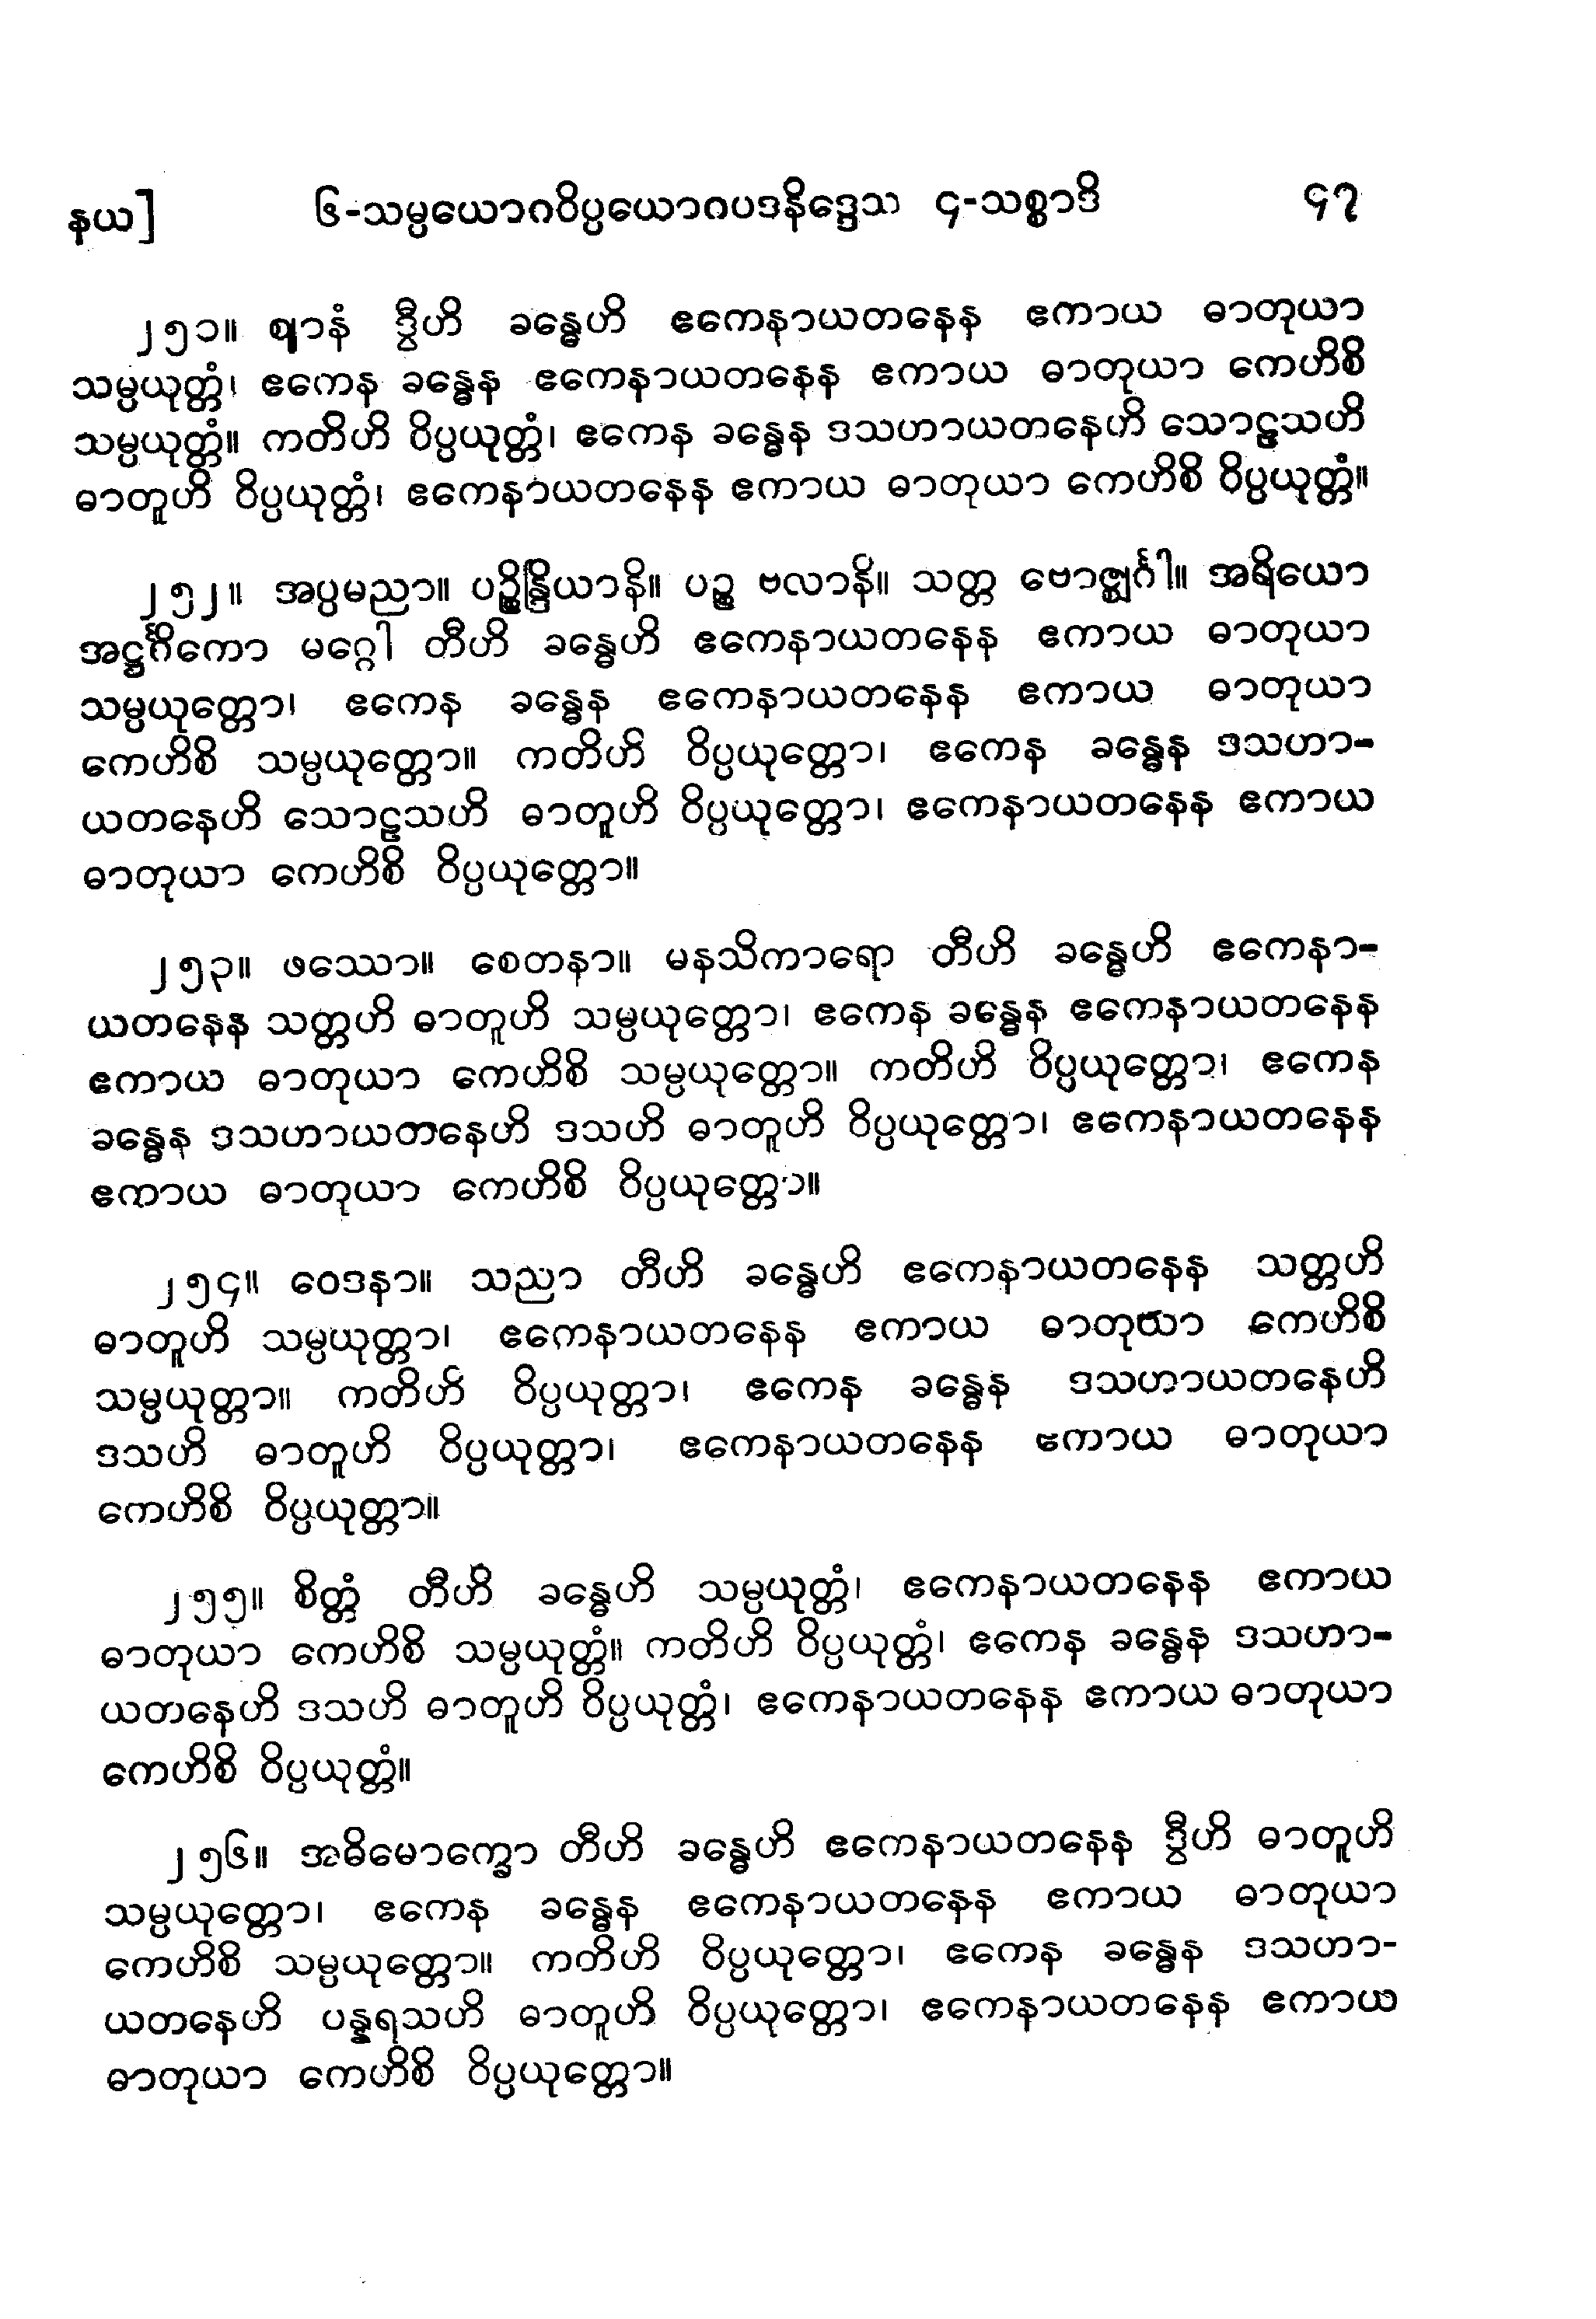 နယ]	၆-သမ္ပယောဂဝိပ္ပယောဂပဒနိဒ္ဒေသ ၄-သစ္စာဒိ	၄၇
၂၅၁။ ဈာနံ ဒွီဟိ ခန္ဓေဟိ ဧကေနာယတနေန ဧကာယ ဓာတုယာ
သမ္ပယုတ္တံ၊ ဧကေန ခန္ဓေန ဧကေနာယတနေန ဧကာယ ဓာတုယာ ကေဟိစိ
သမ္ပယုတ္တံ။ ကတိဟိ ဝိပ္ပယုတ္တံ၊ ဧကေန ခန္ဓေန ဒသဟာယတနေဟိ သောဠသဟိ
ဓာတူဟိ ဝိပ္ပယုတ္တံ၊ ဧကေနာယတနေန ဧကာယ ဓာတုယာ ကေဟိစိ ဝိပ္ပယုတ္တံ။
၂၅၂။ အပ္ပမညာ။ ပဉ္စိန္ဒြိယာနိ။ ပဉ္စ ဗလာနိ။ သတ္တ ဗောဇ္ဈင်္ဂါ။ အရိယော
အဋ္ဌင်္ဂိကော မဂ္ဂေါ တီဟိ ခန္ဓေဟိ ဧကေနာယတနေန ဧကာယ ဓာတုယာ
သမ္ပယုတ္တော၊ ဧကေန ခန္ဓေန ဧကေနာယတနေန ဧကာယ ဓာတုယာ
ကေဟိစိ သမ္ပယုတ္တော။ ကတိဟိ ဝိပ္ပယုတ္တော၊ ဧကေန ခန္ဓေန ဒသဟာ-
ယတနေဟိ သောဠသဟိ ဓာတူဟိ ဝိပ္ပယုတ္တော၊ ဧကေနာယတနေန ဧကာယ
ဓာတုယာ ကေဟိစိ ဝိပ္ပယုတ္တော။
၂၅၃။ ဖဿော။ စေတနာ။ မနသိကာရော တီဟိ ခန္ဓေဟိ ဧကေနာ-
ယတနေန သတ္တဟိ ဓာတူဟိ သမ္ပယုတ္တော၊ ဧကေန ခန္ဓေန ဧကေနာယတနေန
ဧကာယ ဓာတုယာ ကေဟိစိ သမ္ပယုတ္တော။ ကတိဟိ ဝိပ္ပယုတ္တော၊ ဧကေန
ခန္ဓေန ဒသဟာယတနေဟိ ဒသဟိ ဓာတူဟိ ဝိပ္ပယုတ္တော၊ ဧကေနာယတနေန
ဧကာယ ဓာတုယာ ကေဟိစိ ဝိပ္ပယုတ္တော။
၂၅၄။ ဝေဒနာ။ သညာ တီဟိ ခန္ဓေဟိ ဧကေနာယတနေန သတ္တဟိ
ဓာတူဟိ သမ္ပယုတ္တာ၊ ဧကေနာယတနေန ဧကာယ ဓာတုယာ ကေဟိစိ
သမ္ပယုတ္တာ။ ကတိဟိ ဝိပ္ပယုတ္တာ၊ ဧကေန ခန္ဓေန ဒသဟာယတနေဟိ
ဒသဟိ ဓာတူဟိ ဝိပ္ပယုတ္တာ၊ ဧကေနာယတနေန ဧကာယ ဓာတုယာ
ကေဟိစိ ဝိပ္ပယုတ္တာ။
၂၅၅။ စိတ္တံ တီဟိ ခန္ဓေဟိ သမ္ပယုတ္တံ၊ ဧကေနာယတနေန ဧကာယ
ဓာတုယာ ကေဟိစိ သမ္ပယုတ္တံ။ ကတိဟိ ဝိပ္ပယုတ္တံ၊ ဧကေန ခန္ဓေန ဒသဟာ-
ယတနေဟိ ဒသဟိ ဓာတူဟိ ဝိပ္ပယုတ္တံ၊ ဧကေနာယတနေန ဧကာယ ဓာတုယာ
ကေဟိစိ ဝိပ္ပယုတ္တံ။
၂၅၆။ အဓိမောက္ခော တီဟိ ခန္ဓေဟိ ဧကေနာယတနေန ဒွီဟိ ဓာတူဟိ
သမ္ပယုတ္တော၊ ဧကေန ခန္ဓေန ဧကေနာယတနေန ဧကာယ ဓာတုယာ
ကေဟိစိ သမ္ပယုတ္တော။ ကတိဟိ ဝိပ္ပယုတ္တော၊ ဧကေန ခန္ဓေန ဒသဟာ-
ယတနေဟိ ပန္နရသဟိ ဓာတူဟိ ဝိပ္ပယုတ္တော၊ ဧကေနာယတနေန ဧကာယ
ဓာတုယာ ကေဟိစိ ဝိပ္ပယုတ္တော။